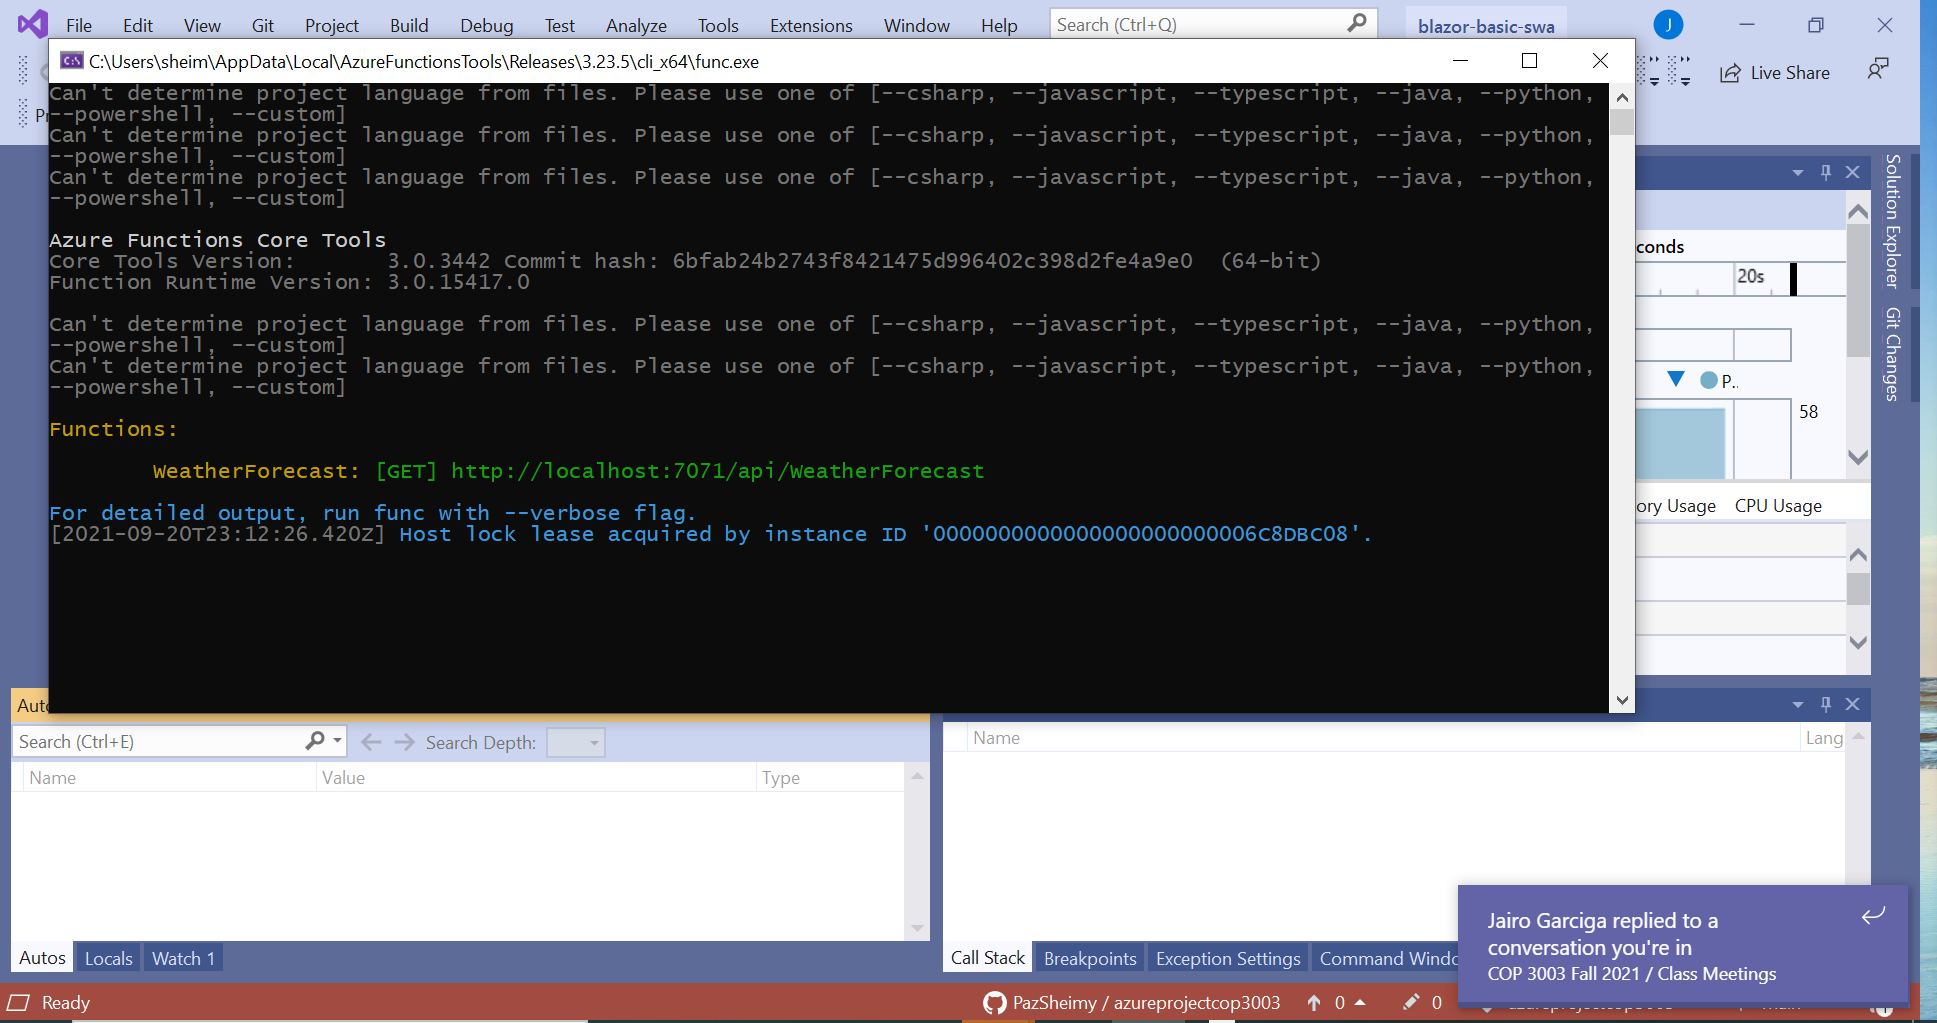 File Edit View Git Project Build Debug Test Analyze Tools Extensions Window Help Search (Ctrl+Q) blazor-basic-swa J
C:\Users\sheim\AppData\Local\AzureFunctionsTools\Releases\3.23.5\cli_x64\func.exe
Live Share
Can't determine project language from files. Please use one of [--csharp, --javascript, --typescript, --java, --python,
--powershell, --custom]
Can't determine project language from files. Please use one of [--csharp, --javascript, --typescript, --java, --python,
--powershell, --custom]
Can't determine project language from files. Please use one of [--csharp, --javascript, --typescript, --java, --python,
--powershell, --custom]
Azure Functions Core Tools
Core Tools Version: 3.0.3442 Commit hash: 6bfab24b2743f8421475d996402c398d2fe4a9e0 (64-bit)
Function Runtime Version: 3.0.15417.0
Can't determine project language from files. Please use one of [--csharp, --javascript, --typescript, --java, --python,
--powershell, --custom]
Can't determine project language from files. Please use one of [--csharp, --javascript, --typescript, --java, --python,
--powershell, --custom]
Functions:
WeatherForecast: [GET] http://localhost:7071/api/WeatherForecast
For detailed output, run func with --verbose flag.
[2021-09-20T23:12:26.420Z] Host lock lease acquired by instance ID '0000000000000000000000006C8DBC08'.
Pr
conds
20s
P..
58
ory Usage CPU Usage
Solution Explorer
Git Changes
Auto
Search (Ctrl+E) Search Depth:
Name Value Type
Autos Locals Watch 1
Name Lang
Call Stack Breakpoints Exception Settings Command Windo
Jairo Garciga replied to a
conversation you're in
COP 3003 Fall 2021 / Class Meetings
Ready PazSheimy / azureprojectcop3003 0 0